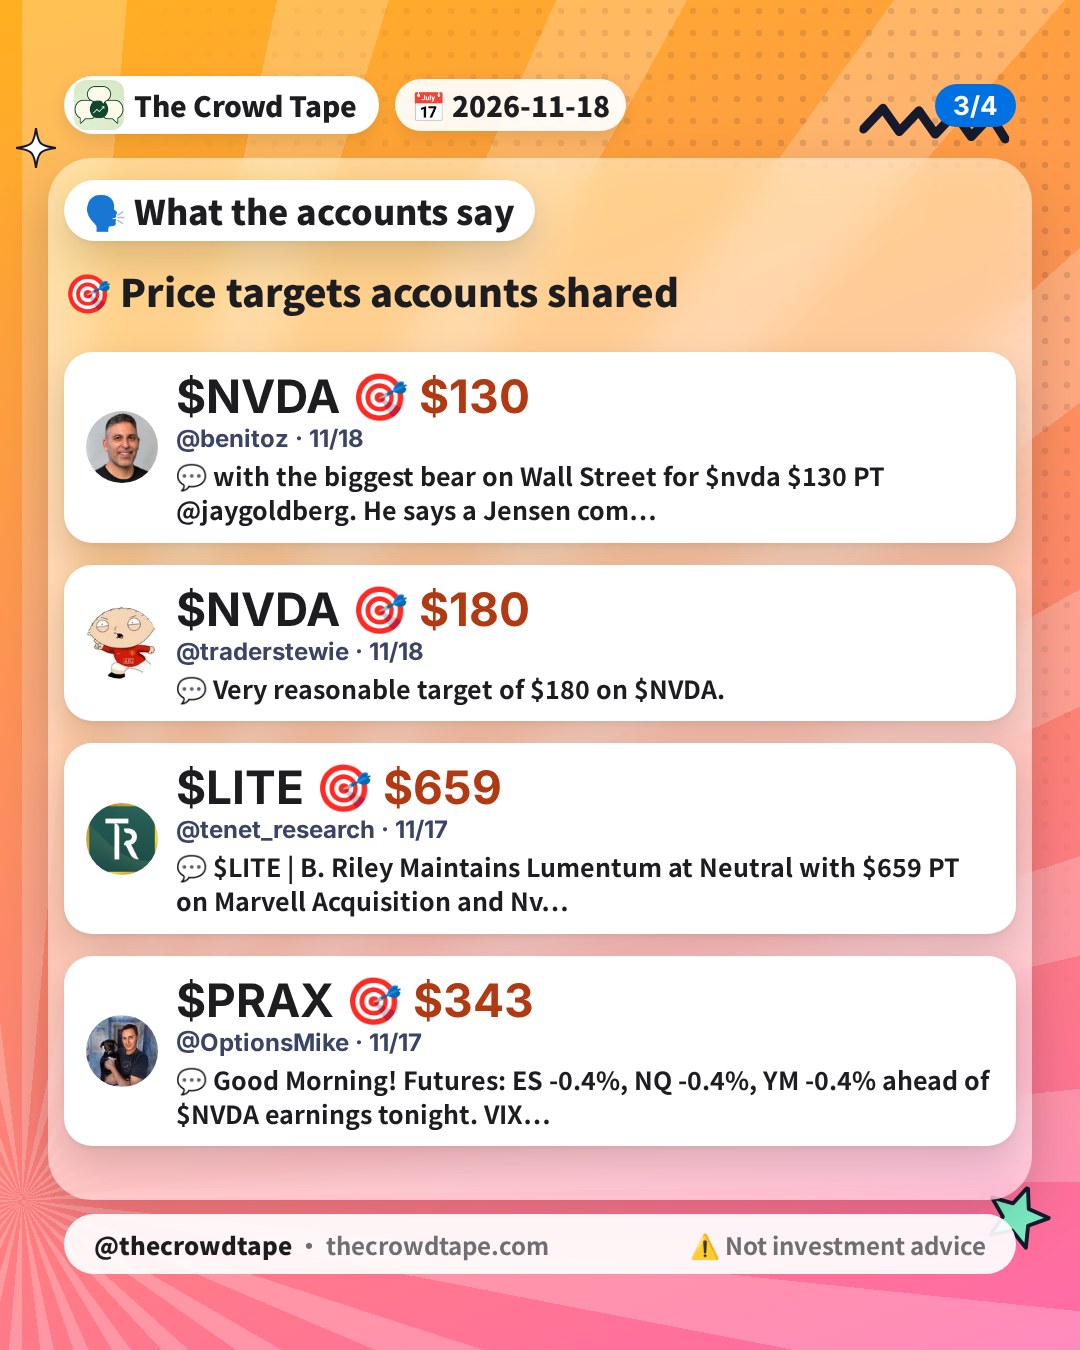 The Crowd Tape
2026-11-18
3/4
What the accounts say
Price targets accounts shared
$NVDA 🎯 $130
@benitoz · 11/18
💬 with the biggest bear on Wall Street for $nvda $130 PT
@jaygoldberg. He says a Jensen com…
$NVDA 🎯 $180
@traderstewie · 11/18
💬 Very reasonable target of $180 on $NVDA.
$LITE 🎯 $659
@tenet_research · 11/17
💬 $LITE | B. Riley Maintains Lumentum at Neutral with $659 PT
on Marvell Acquisition and Nv…
$PRAX 🎯 $343
@OptionsMike · 11/17
💬 Good Morning! Futures: ES -0.4%, NQ -0.4%, YM -0.4% ahead of
$NVDA earnings tonight. VIX…
@thecrowdtape • thecrowdtape.com
⚠️ Not investment advice